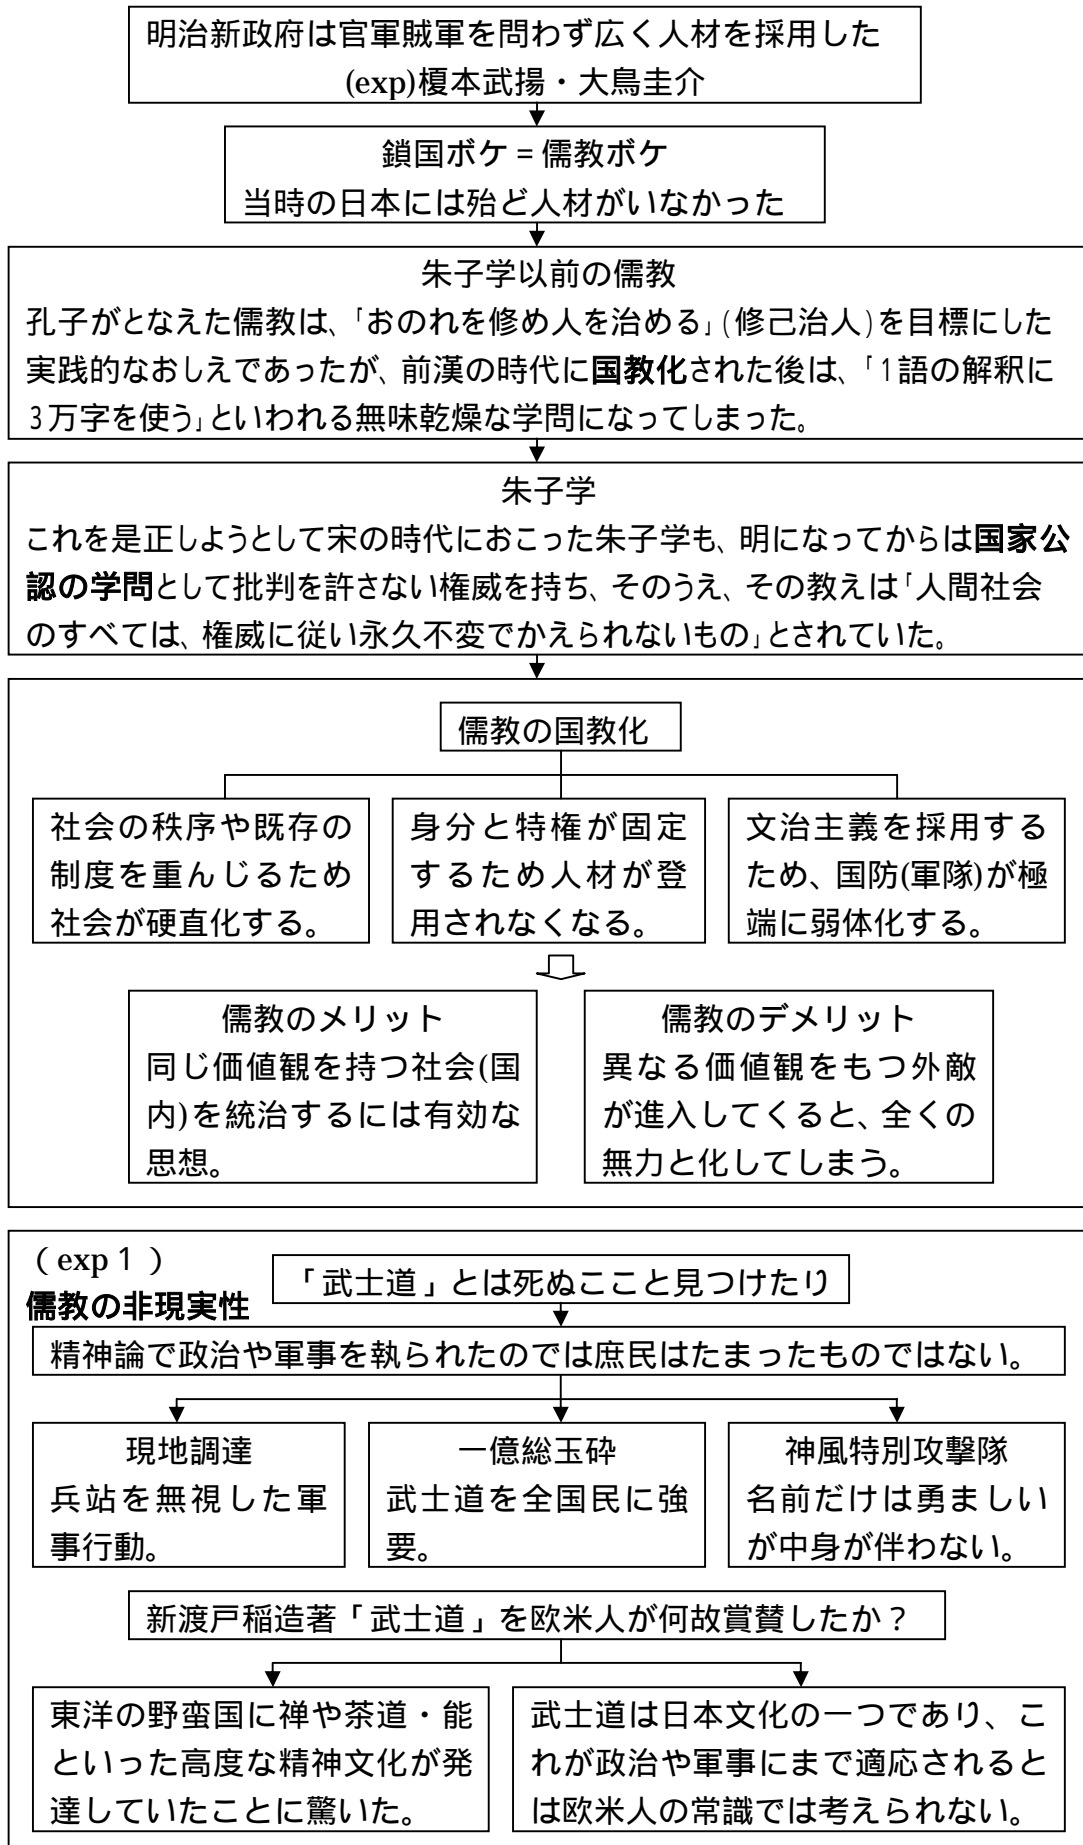 明治新政府は官軍賊軍を問わず広く人材を採用した
(exp)榎本武揚・大鳥圭介
鎖国ボケ=儒教ボケ
当時の日本には殆ど人材がいなかった
朱子学以前の儒教
孔子がとなえた儒教は、「おのれを修め人を治める」(修己治人)を目標にした
実践的なおしえであったが、前漢の時代に国教化された後は、「1語の解釈に
3万字を使う」といわれる無味乾燥な学問になってしまった。
朱子学
これを是正しようとして宋の時代におこった朱子学も、明になってからは国家公
認の学問として批判を許さない権威を持ち、そのうえ、その教えは「人間社会
のすべては、権威に従い永久不変でかえられないもの」とされていた。
儒教の国教化
社会の秩序や既存の
制度を重んじるため
社会が硬直化する。
身分と特権が固定
するため人材が登
用されなくなる。
文治主義を採用する
ため、国防(軍隊)が極
端に弱体化する。
儒教のメリット
同じ価値観を持つ社会(国
内)を統治するには有効な
思想。
儒教のデメリット
異なる価値観をもつ外敵
が進入してくると、全くの
無力と化してしまう。
(exp1)
儒教の非現実性
「武士道」とは死ぬここと見つけたり
精神論で政治や軍事を執られたのでは庶民はたまったものではない。
現地調達
兵站を無視した軍
事行動。
一億総玉砕
武士道を全国民に強
要。
神風特別攻撃隊
名前だけは勇ましい
が中身が伴わない。
新渡戸稲造著「武士道」を欧米人が何故賞賛したか?
東洋の野蛮国に禅や茶道・能
といった高度な精神文化が発
達していたことに驚いた。
武士道は日本文化の一つであり、こ
れが政治や軍事にまで適応されると
は欧米人の常識では考えられない。